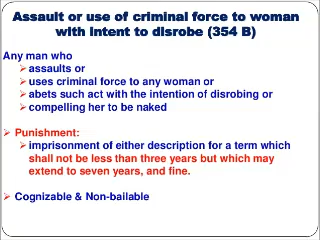 Assault or use of criminal force to woman
with intent to disrobe (354 B)
Any man who
assaults or
uses criminal force to any woman or
abets such act with the intention of disrobing or
compelling her to be naked
Punishment:
imprisonment of either description for a term which
shall not be less than three years but which may
extend to seven years, and fine.
Cognizable & Non-bailable